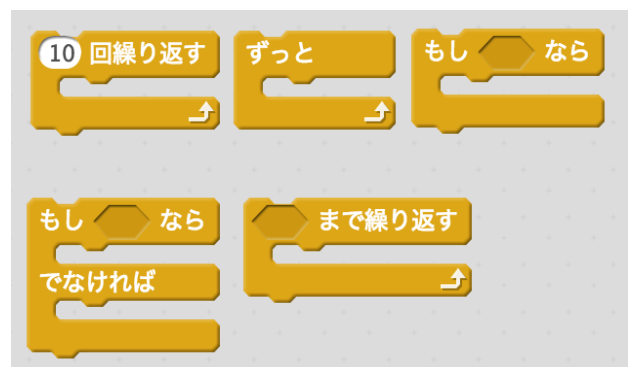 10 回繰り返す
ずっと
もし なら
もし なら
でなければ
まで繰り返す